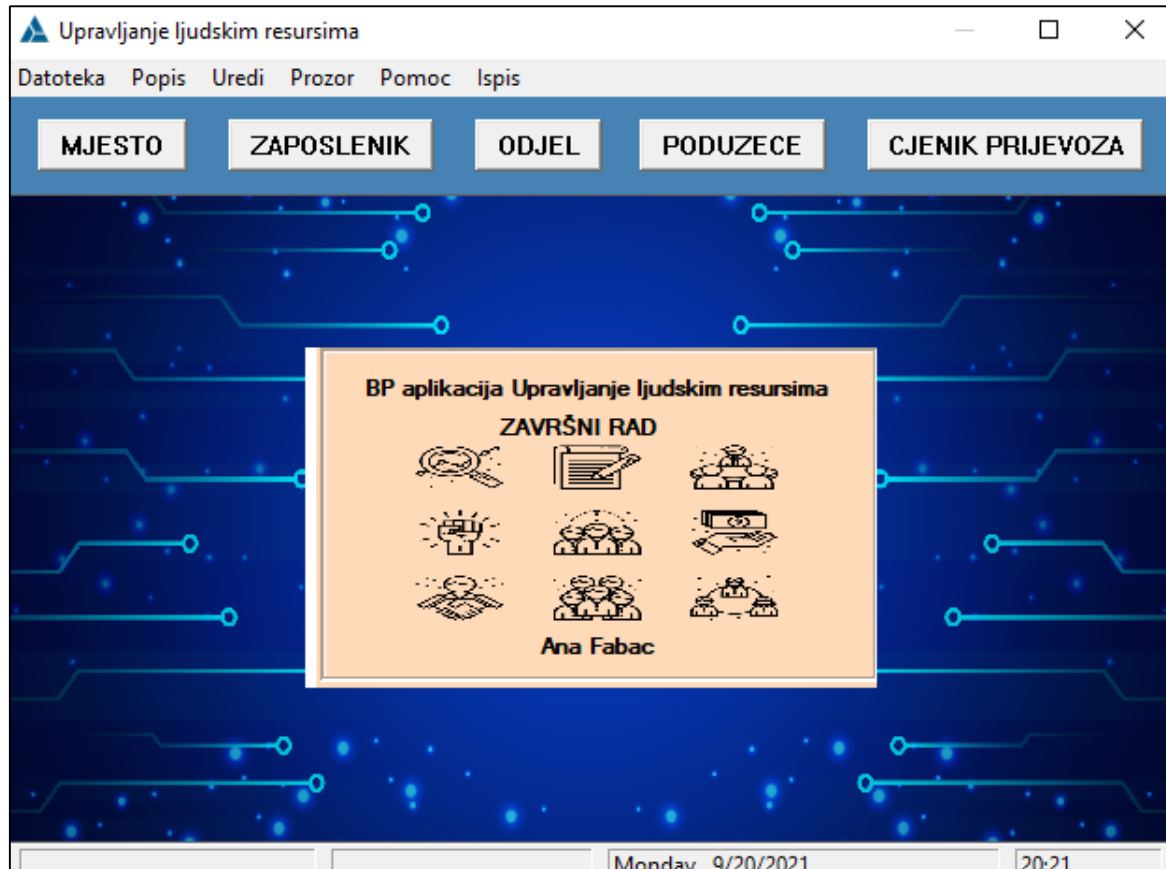 Upravljanje ljudskim resursima
Datoteka Popis Uredi Prozor Pomoc Ispis
MJESTO ZAPOSLENIK ODJEL PODUZECE CJENIK PRIJEVOZA
BP aplikacija Upravljanje ljudskim resursima
ZAVRŠNI RAD
Ana Fabac
Monday 9/20/2021 20:21